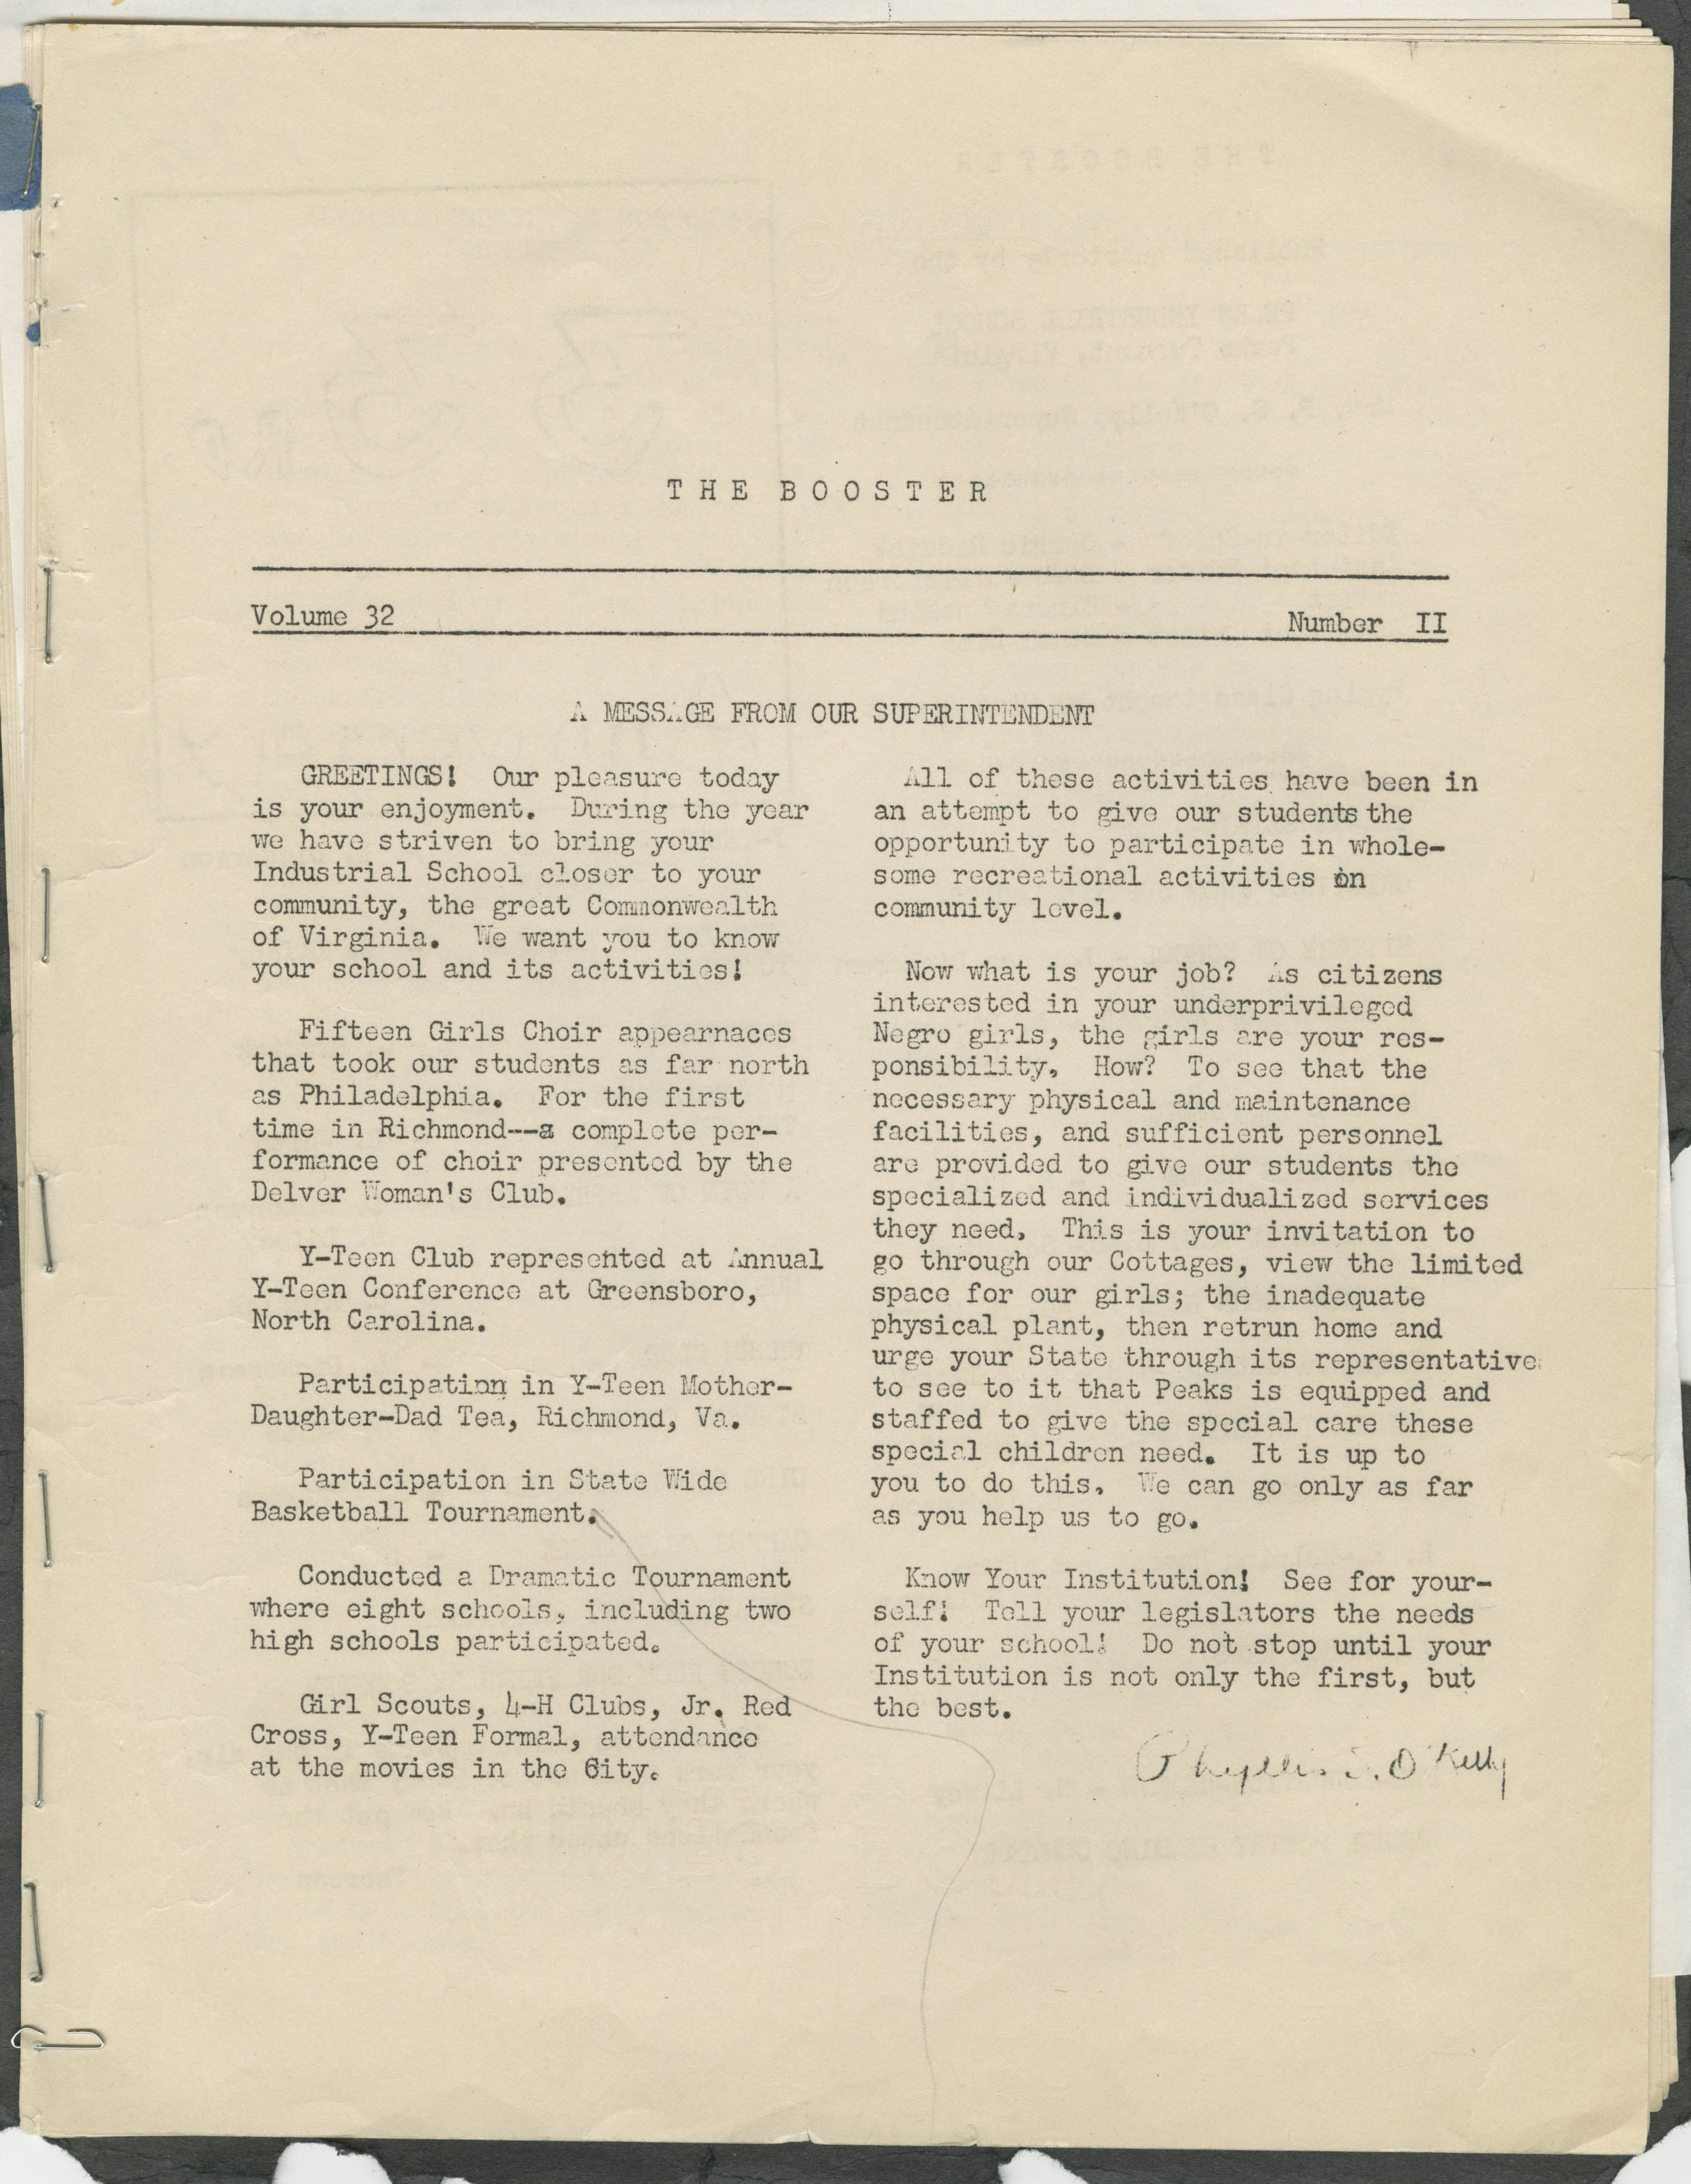 THE BOOSTER
Volume 32 Number II
A MESSAGE FROM OUR SUPERINTENDENT
GREETINGS! Our pleasure today
is your enjoyment. During the year
we have striven to bring your
Industrial School closer to your
community, the great Commonwealth
of Virginia. We want you to know
your school and its activities!
Fifteen Girls Choir appearnaces
that took our students as far north
as Philadelphia. For the first
time in Richmond--a complete per-
formance of choir presented by the
Delver Woman's Club.
Y-Teen Club represented at Annual
Y-Teen Conference at Greensboro,
North Carolina.
Participation in Y-Teen Mother-
Daughter-Dad Tea, Richmond, Va.
Participation in State Wide
Basketball Tournament.
Conducted a Dramatic Tournament
where eight schools, including two
high schools participated.
Girl Scouts, 4-H Clubs, Jr. Red
Cross, Y-Teen Formal, attendance
at the movies in the City.
All of these activities have been in
an attempt to give our students the
opportunity to participate in whole-
some recreational activities on
community level.
Now what is your job? As citizens
interested in your underprivileged
Negro girls, the girls are your res-
ponsibility. How? To see that the
necessary physical and maintenance
facilities, and sufficient personnel
are provided to give our students the
specialized and individualized services
they need. This is your invitation to
go through our Cottages, view the limited
space for our girls; the inadequate
physical plant, then retrun home and
urge your State through its representatives
to see to it that Peaks is equipped and
staffed to give the special care these
special children need. It is up to
you to do this. We can go only as far
as you help us to go.
Know Your Institution! See for your-
self! Tell your legislators the needs
of your school! Do not stop until your
Institution is not only the first, but
the best.
Phyllis S. O'Kelly